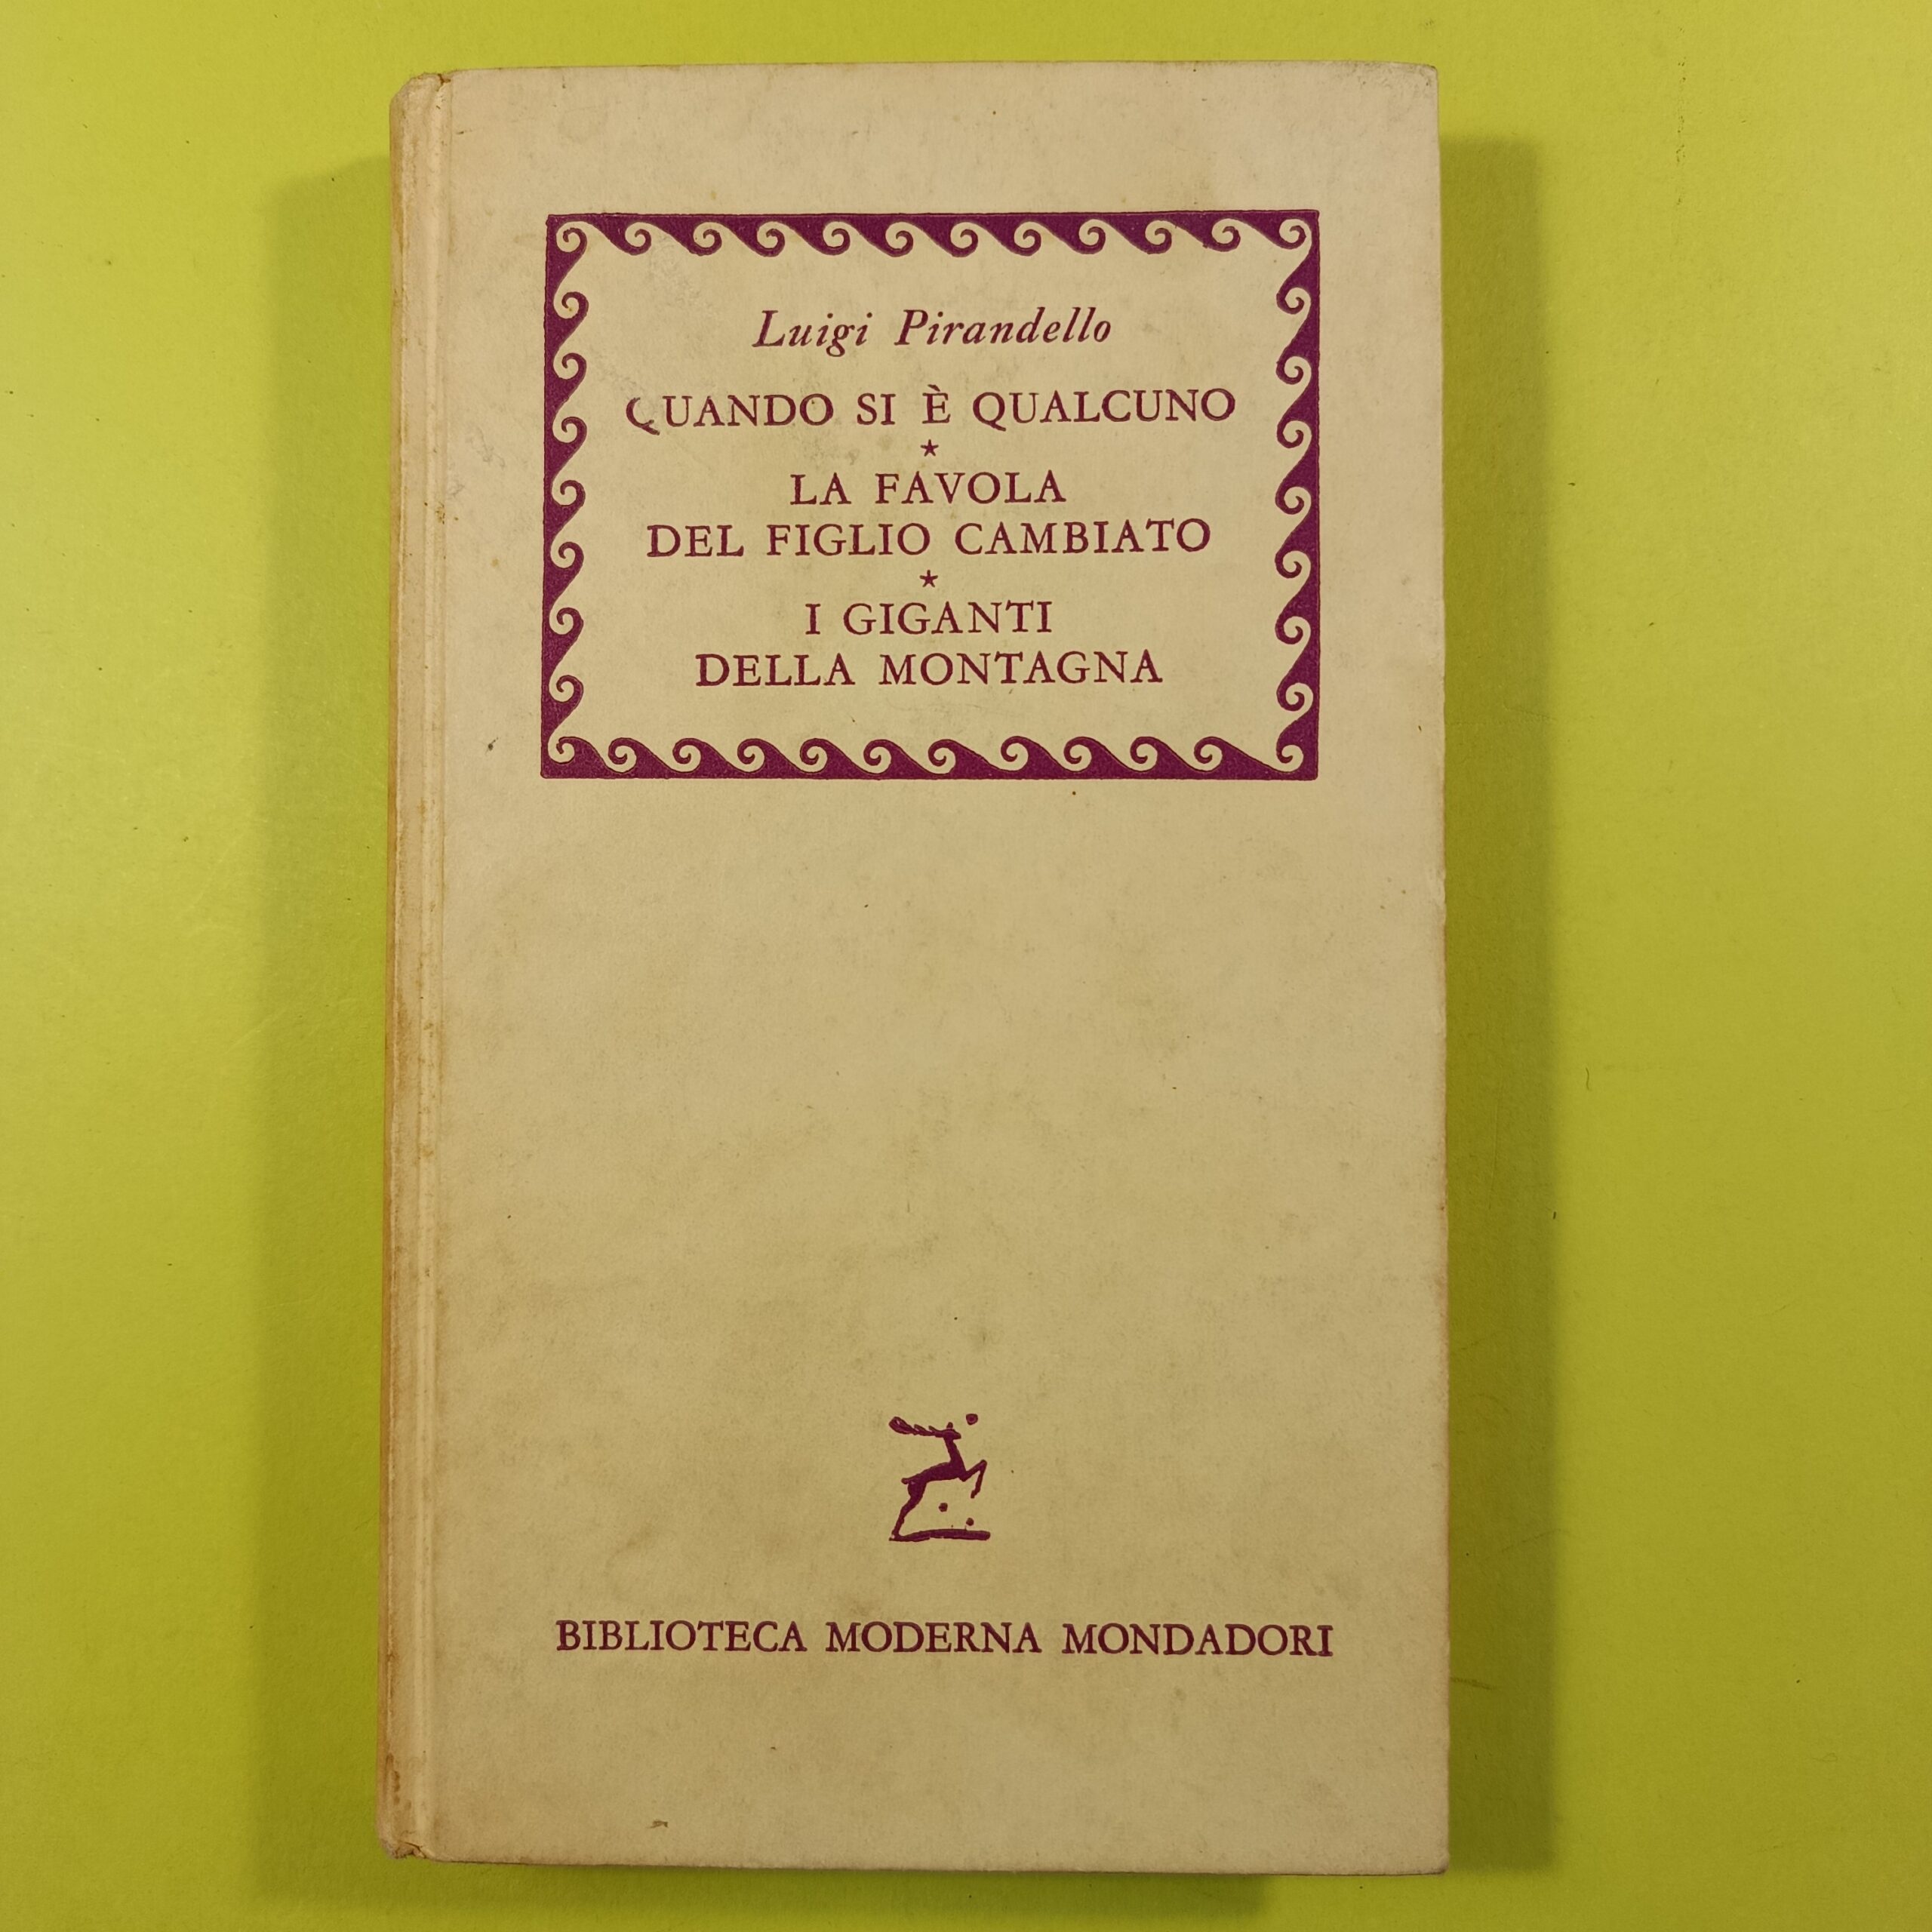 Luigi Pirandello
QUANDO SI È QUALCUNO
★
LA FAVOLA
DEL FIGLIO CAMBIATO
★
I GIGANTI
DELLA MONTAGNA
BIBLIOTECA MODERNA MONDADORI